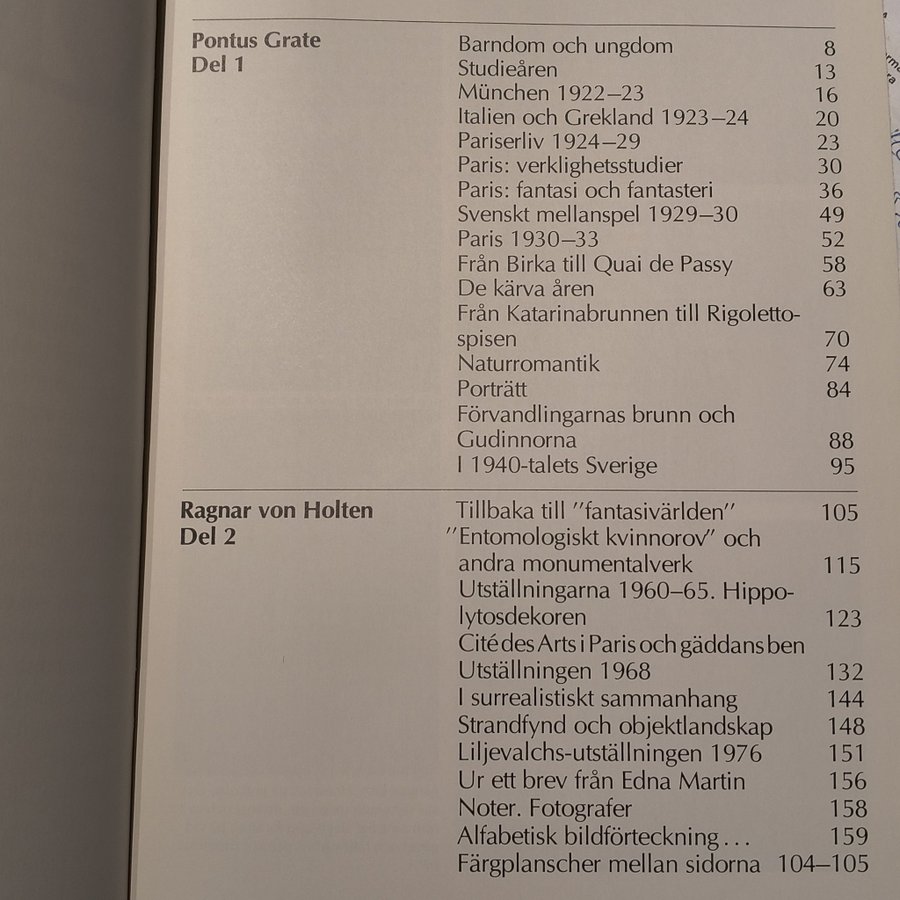 Pontus Grate
Del 1
Barndom och ungdom 8
Studieåren 13
München 1922–23 16
Italien och Grekland 1923–24 20
Pariserliv 1924–29 23
Paris: verklighetsstudier 30
Paris: fantasi och fantasteri 36
Svenskt mellanspel 1929–30 49
Paris 1930–33 52
Från Birka till Quai de Passy 58
De kärva åren 63
Från Katarinabrunnen till Rigoletto-
spisen 70
Naturromantik 74
Porträtt 84
Förvandlingarnas brunn och
Gudinnorna 88
I 1940-talets Sverige 95
Ragnar von Holten
Del 2
Tillbaka till ”fantasivärlden” 105
”Entomologiskt kvinnorov” och
andra monumentalverk 115
Utställningarna 1960–65. Hippo-
lytosdekoren 123
Cité des Arts i Paris och gäddans ben
Utställningen 1968 132
I surrealistiskt sammanhang 144
Strandfynd och objektlandskap 148
Liljevalchs-utställningen 1976 151
Ur ett brev från Edna Martin 156
Noter. Fotografer 158
Alfabetisk bildförteckning... 159
Färgplanscher mellan sidorna 104–105